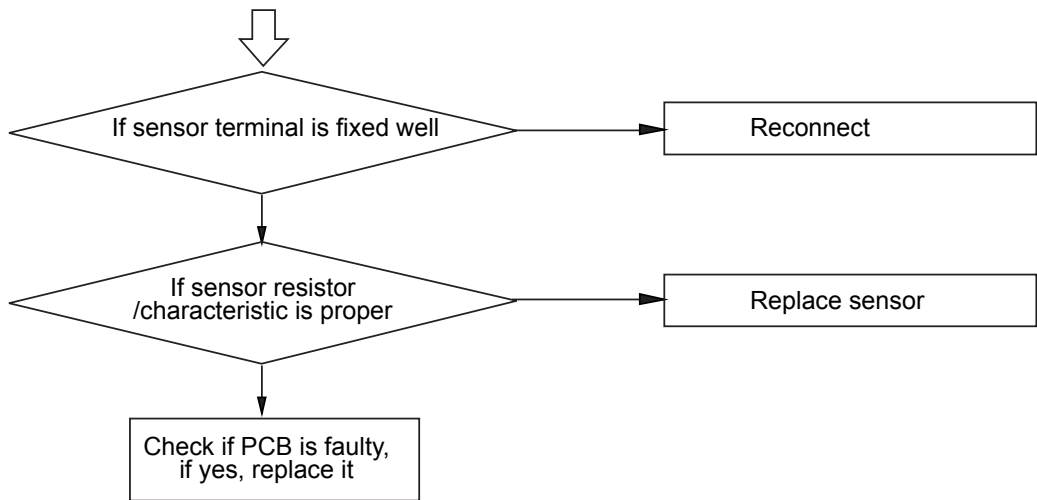 If sensor terminal is fixed well
Reconnect
If sensor resistor
/characteristic is proper
Replace sensor
Check if PCB is faulty,
if yes, replace it